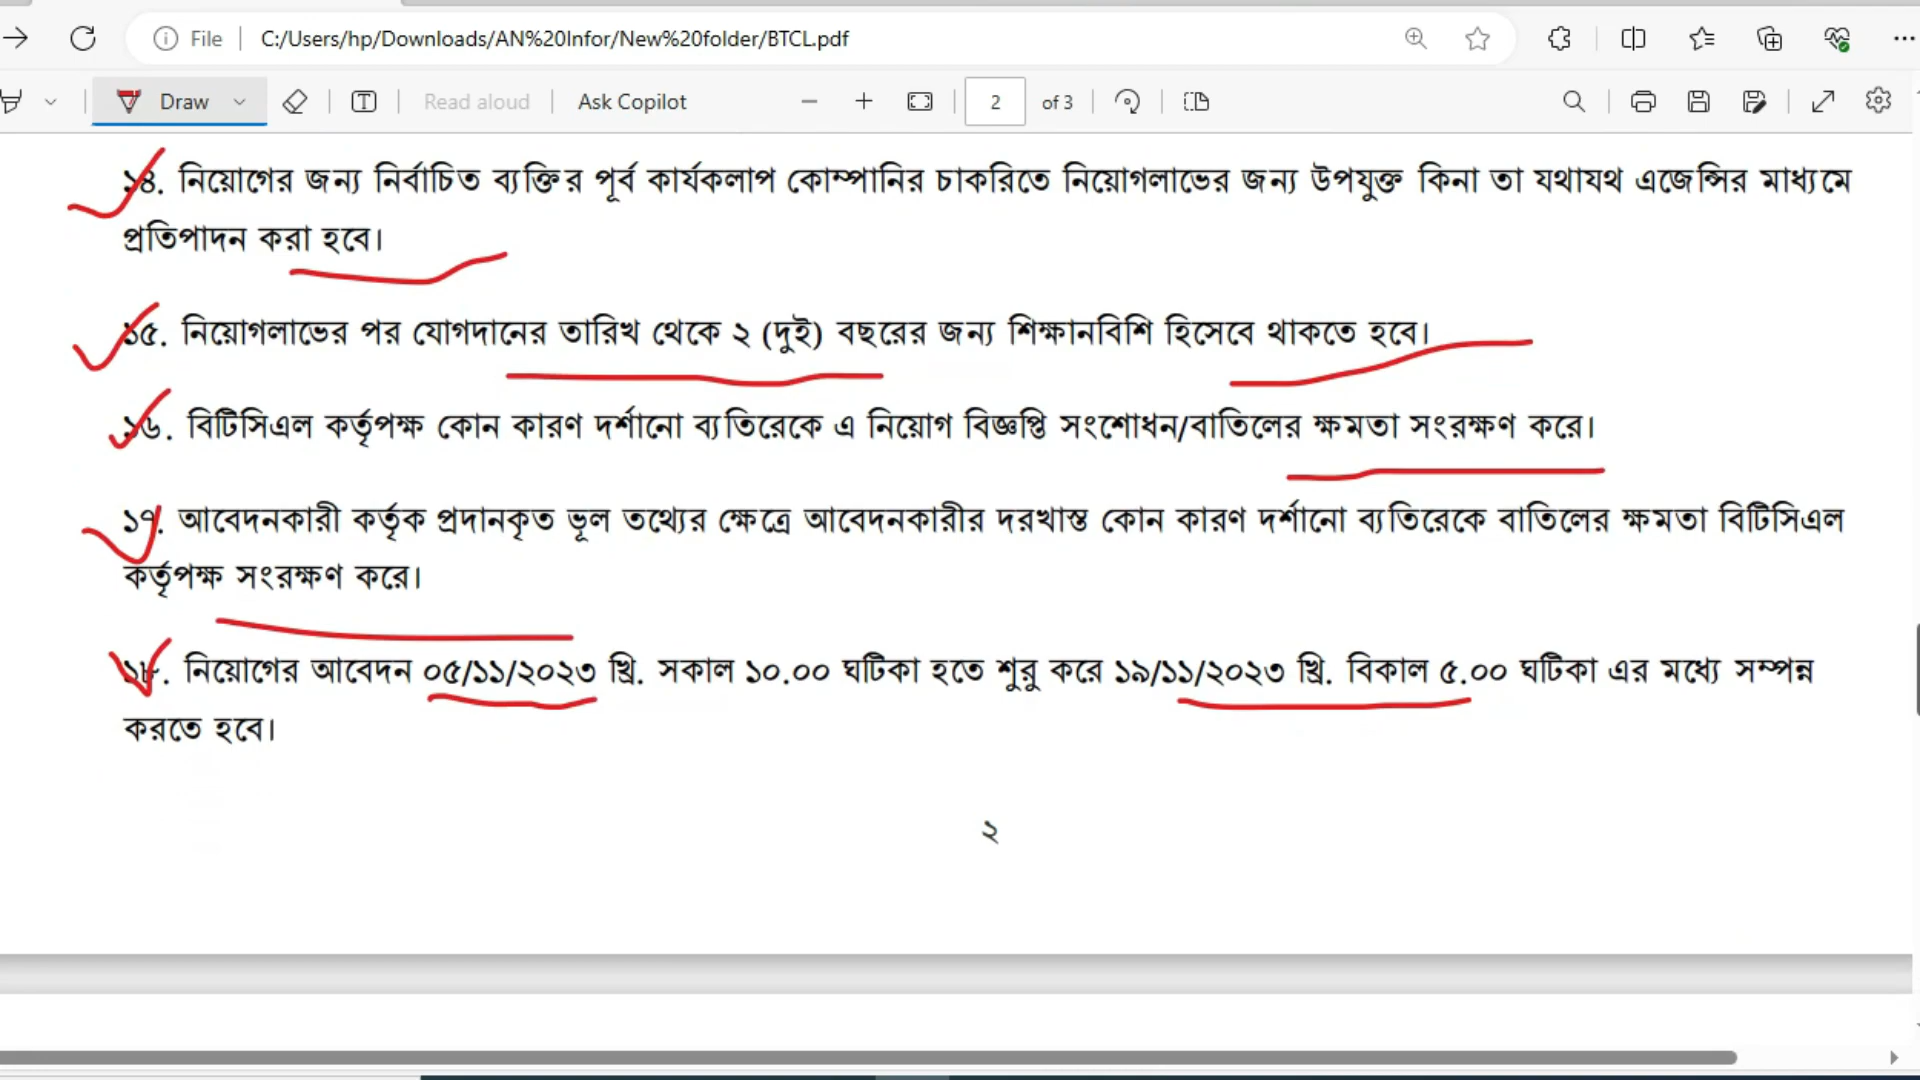 File C:/Users/hp/Downloads/AN%20Infor/New%20folder/BTCL.pdf
Draw Read aloud Ask Copilot 2 of 3
১৪. নিয়োগের জন্য নির্বাচিত ব্যক্তির পূর্ব কার্যকলাপ কোম্পানির চাকরিতে নিয়োগলাভের জন্য উপযুক্ত কিনা তা যথাযথ এজেন্সির মাধ্যমে
প্রতিপাদন করা হবে।
১৫. নিয়োগলাভের পর যোগদানের তারিখ থেকে ২ (দুই) বছরের জন্য শিক্ষানবিশি হিসেবে থাকতে হবে।
১৬. বিটিসিএল কর্তৃপক্ষ কোন কারণ দর্শানো ব্যতিরেকে এ নিয়োগ বিজ্ঞপ্তি সংশোধন/বাতিলের ক্ষমতা সংরক্ষণ করে।
১৭. আবেদনকারী কর্তৃক প্রদানকৃত ভূল তথ্যের ক্ষেত্রে আবেদনকারীর দরখাস্ত কোন কারণ দর্শানো ব্যতিরেকে বাতিলের ক্ষমতা বিটিসিএল
কর্তৃপক্ষ সংরক্ষণ করে।
১৮. নিয়োগের আবেদন ০৫/১১/২০২৩ খ্রি. সকাল ১০.০০ ঘটিকা হতে শুরু করে ১৯/১১/২০২৩ খ্রি. বিকাল ৫.০০ ঘটিকা এর মধ্যে সম্পন্ন
করতে হবে।
২